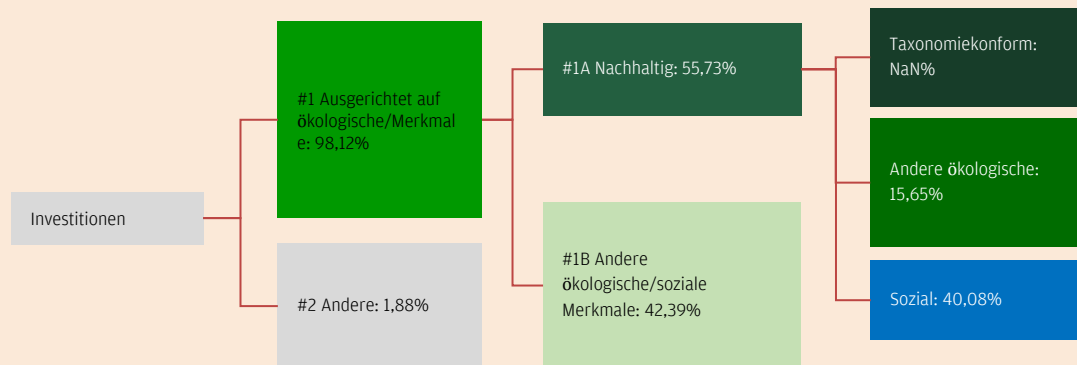 Investitionen
#1 Ausgerichtet auf
ökologische/Merkmal
e: 98,12%
#2 Andere: 1,88%
#1A Nachhaltig: 55,73%
#1B Andere
ökologische/soziale
Merkmale: 42,39%
Taxonomiekonform:
NaN%
Andere ökologische:
15,65%
Sozial: 40,08%